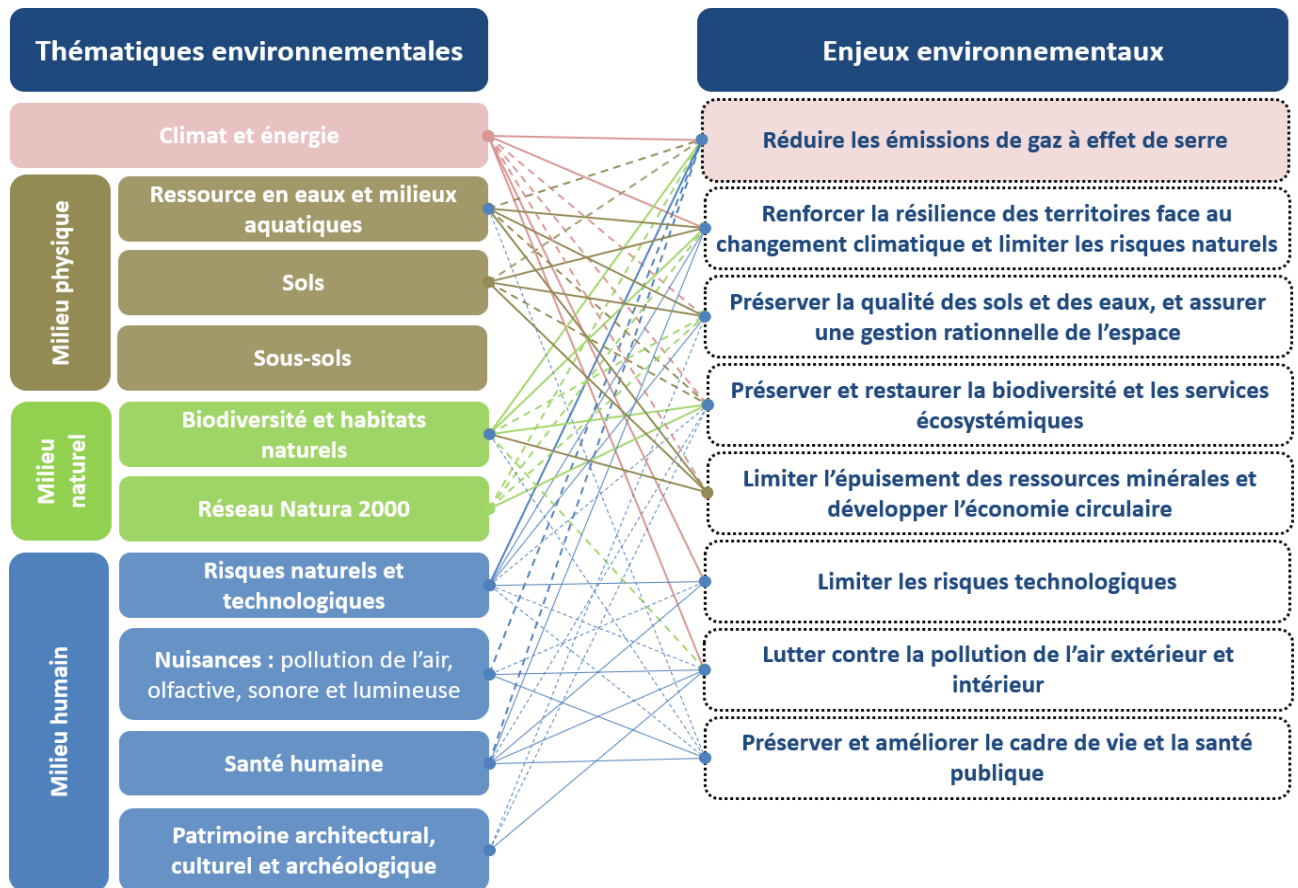 Thématiques environnementales
Climat et énergie
Milieu physique
Ressource en eaux et milieux
aquatiques
Sols
Sous-sols
Milieu
naturel
Biodiversité et habitats
naturels
Réseau Natura 2000
Milieu humain
Risques naturels et
technologiques
Nuisances : pollution de l’air,
olfactive, sonore et lumineuse
Santé humaine
Patrimoine architectural,
culturel et archéologique
Enjeux environnementaux
Réduire les émissions de gaz à effet de serre
Renforcer la résilience des territoires face au
changement climatique et limiter les risques naturels
Préserver la qualité des sols et des eaux, et assurer
une gestion rationnelle de l’espace
Préserver et restaurer la biodiversité et les services
écosystémiques
Limiter l’épuisement des ressources minérales et
développer l’économie circulaire
Limiter les risques technologiques
Lutter contre la pollution de l’air extérieur et
intérieur
Préserver et améliorer le cadre de vie et la santé
publique